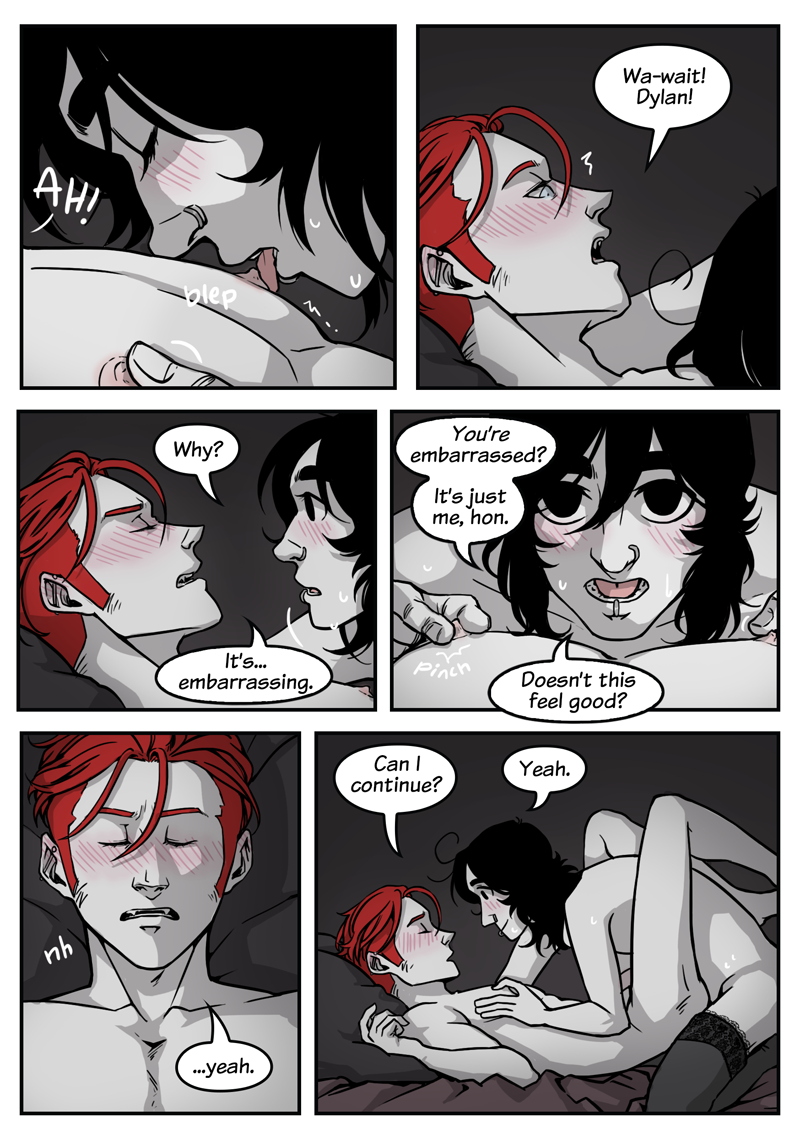 AH!
blep
Wa-wait!
Dylan!
Why?
It's...
embarrassing.
You're
embarrassed?
It's just
me, hon.
pinch
Doesn't this
feel good?
nh
...yeah.
Can I
continue?
Yeah.